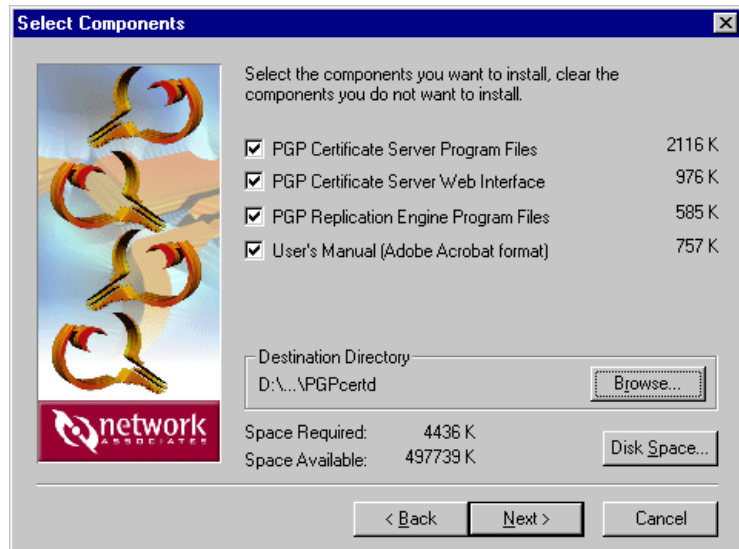 Select Components
Select the components you want to install, clear the
components you do not want to install.
PGP Certificate Server Program Files 2116 K
PGP Certificate Server Web Interface 976 K
PGP Replication Engine Program Files 585 K
User's Manual (Adobe Acrobat format) 757 K
Destination Directory
D:\...\PGPcertd
Browse...
Space Required: 4436 K
Space Available: 497739 K
Disk Space...
network
ASSOCIATES
< Back
Next >
Cancel